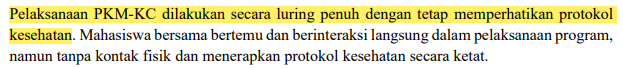 Pelaksanaan PKM-KC dilakukan secara luring penuh dengan tetap memperhatikan protokol
kesehatan. Mahasiswa bersama bertemu dan berinteraksi langsung dalam pelaksanaan program,
namun tanpa kontak fisik dan menerapkan protokol kesehatan secara ketat.